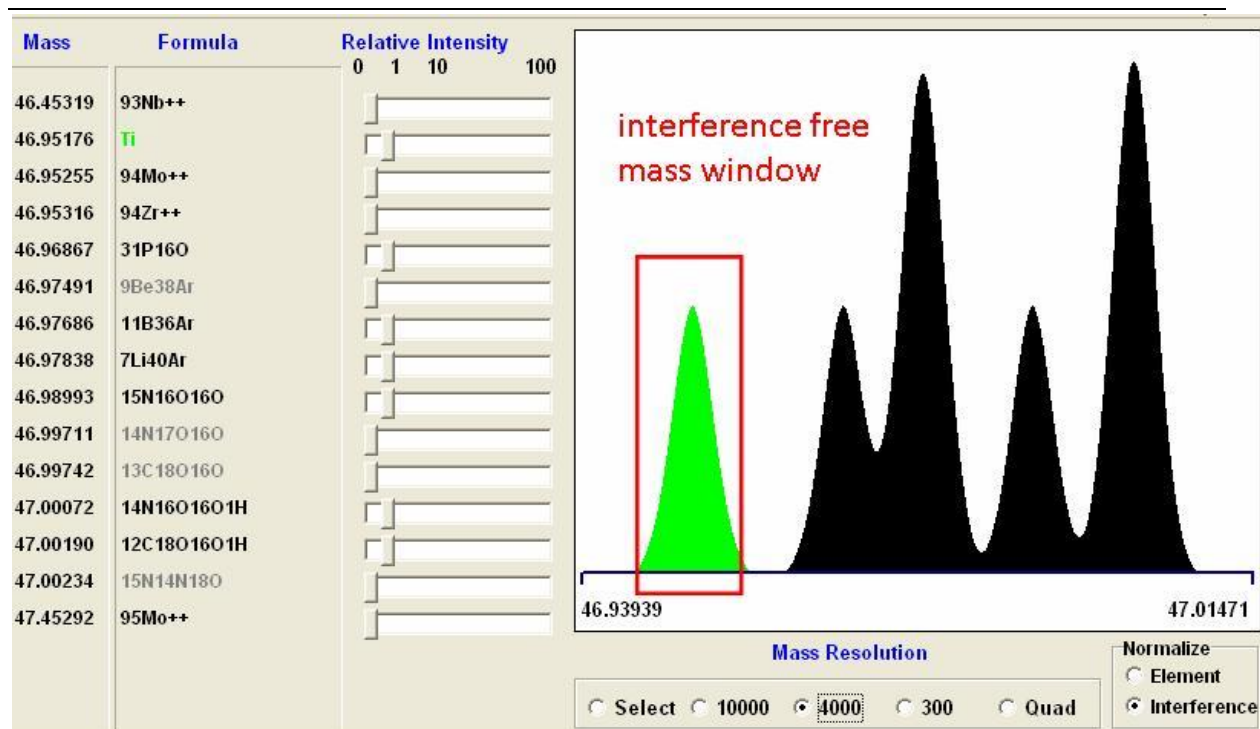 Mass Formula Relative Intensity
0 1 10 100
46.45319 93Nb++
46.95176 Ti
46.95255 94Mo++
46.95316 94Zr++
46.96867 31P16O
46.97491 9Be38Ar
46.97686 11B36Ar
46.97838 7Li40Ar
46.98993 15N16O16O
46.99711 14N17O16O
46.99742 13C18O16O
47.00072 14N16O16O1H
47.00190 12C18O16O1H
47.00234 15N14N18O
47.45292 95Mo++
interference free
mass window
46.93939 47.01471
Mass Resolution
Select 10000 4000 300 Quad
Normalize
Element
Interference